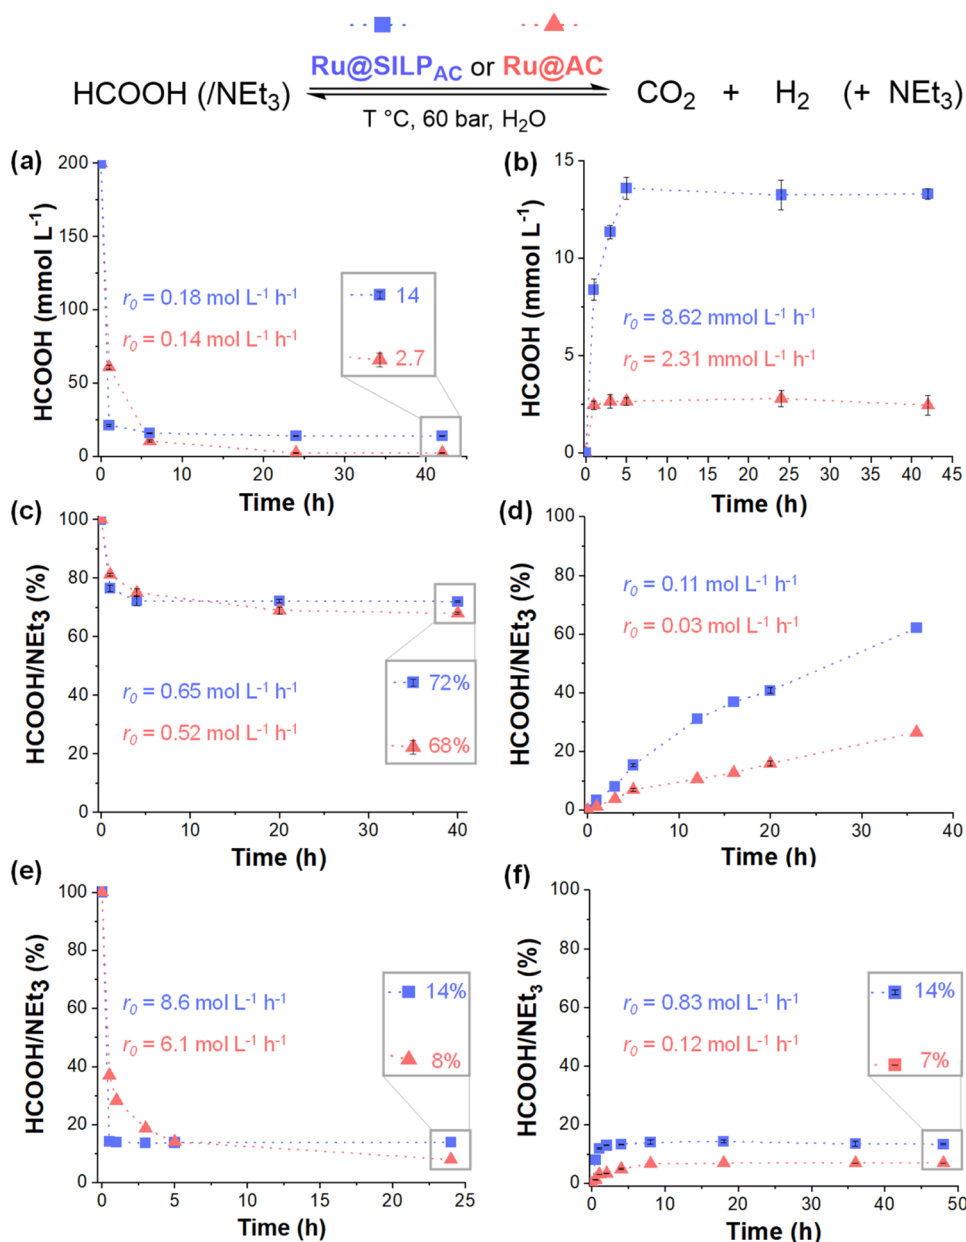 Ru@SILP_AC or Ru@AC
HCOOH (/NEt₃) CO₂ + H₂ (+ NEt₃)
T °C, 60 bar, H₂O
(a)
HCOOH (mmol L⁻¹)
200
150
100
50
0
r₀ = 0.18 mol L⁻¹ h⁻¹
r₀ = 0.14 mol L⁻¹ h⁻¹
14
2.7
0 10 20 30 40
Time (h)
(b)
HCOOH (mmol L⁻¹)
15
10
5
0
r₀ = 8.62 mmol L⁻¹ h⁻¹
r₀ = 2.31 mmol L⁻¹ h⁻¹
0 5 10 15 20 25 30 35 40 45
Time (h)
(c)
HCOOH/NEt₃ (%)
100
80
60
40
20
0
r₀ = 0.65 mol L⁻¹ h⁻¹
r₀ = 0.52 mol L⁻¹ h⁻¹
72%
68%
0 10 20 30 40
Time (h)
(d)
HCOOH/NEt₃ (%)
100
80
60
40
20
0
r₀ = 0.11 mol L⁻¹ h⁻¹
r₀ = 0.03 mol L⁻¹ h⁻¹
0 10 20 30 40
Time (h)
(e)
HCOOH/NEt₃ (%)
100
80
60
40
20
0
r₀ = 8.6 mol L⁻¹ h⁻¹
r₀ = 6.1 mol L⁻¹ h⁻¹
14%
8%
0 5 10 15 20 25
Time (h)
(f)
HCOOH/NEt₃ (%)
100
80
60
40
20
0
r₀ = 0.83 mol L⁻¹ h⁻¹
r₀ = 0.12 mol L⁻¹ h⁻¹
14%
7%
0 10 20 30 40 50
Time (h)